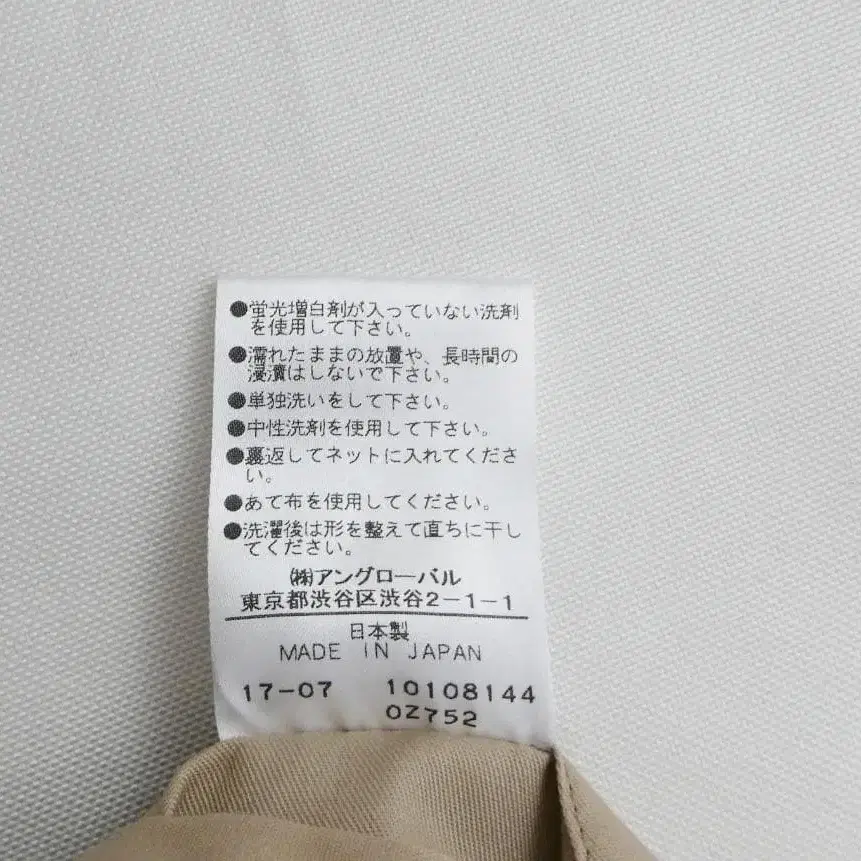 ●蛍光増白剤が入っていない洗剤
を使用して下さい。
●濡れたままの放置や、長時間の
浸漬はしないで下さい。
●単独洗いをして下さい。
●中性洗剤を使用して下さい。
●裏返してネットに入れてくださ
い。
●あて布を使用してください。
●洗濯後は形を整えて直ちに干し
てください。
㈱アングローバル
東京都渋谷区渋谷2-1-1
日本製
MADE IN JAPAN
17-07 10108144
OZ752